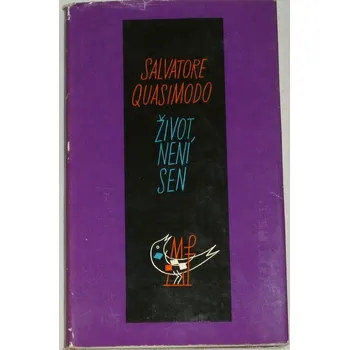 SALVATORE
QUASIMODO
ŽIVOT,
NENÍ
SEN